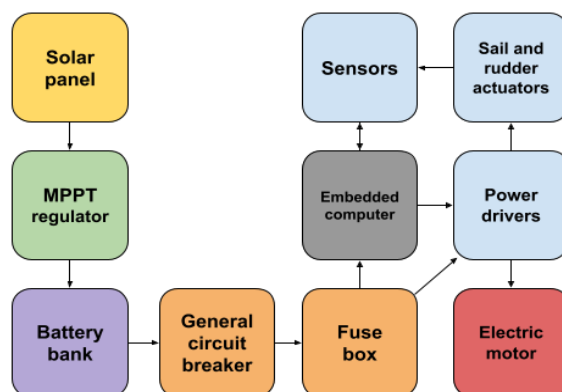 Solar
panel
Sensors
Sail and
rudder
actuators
MPPT
regulator
Embedded
computer
Power
drivers
Battery
bank
General
circuit
breaker
Fuse
box
Electric
motor